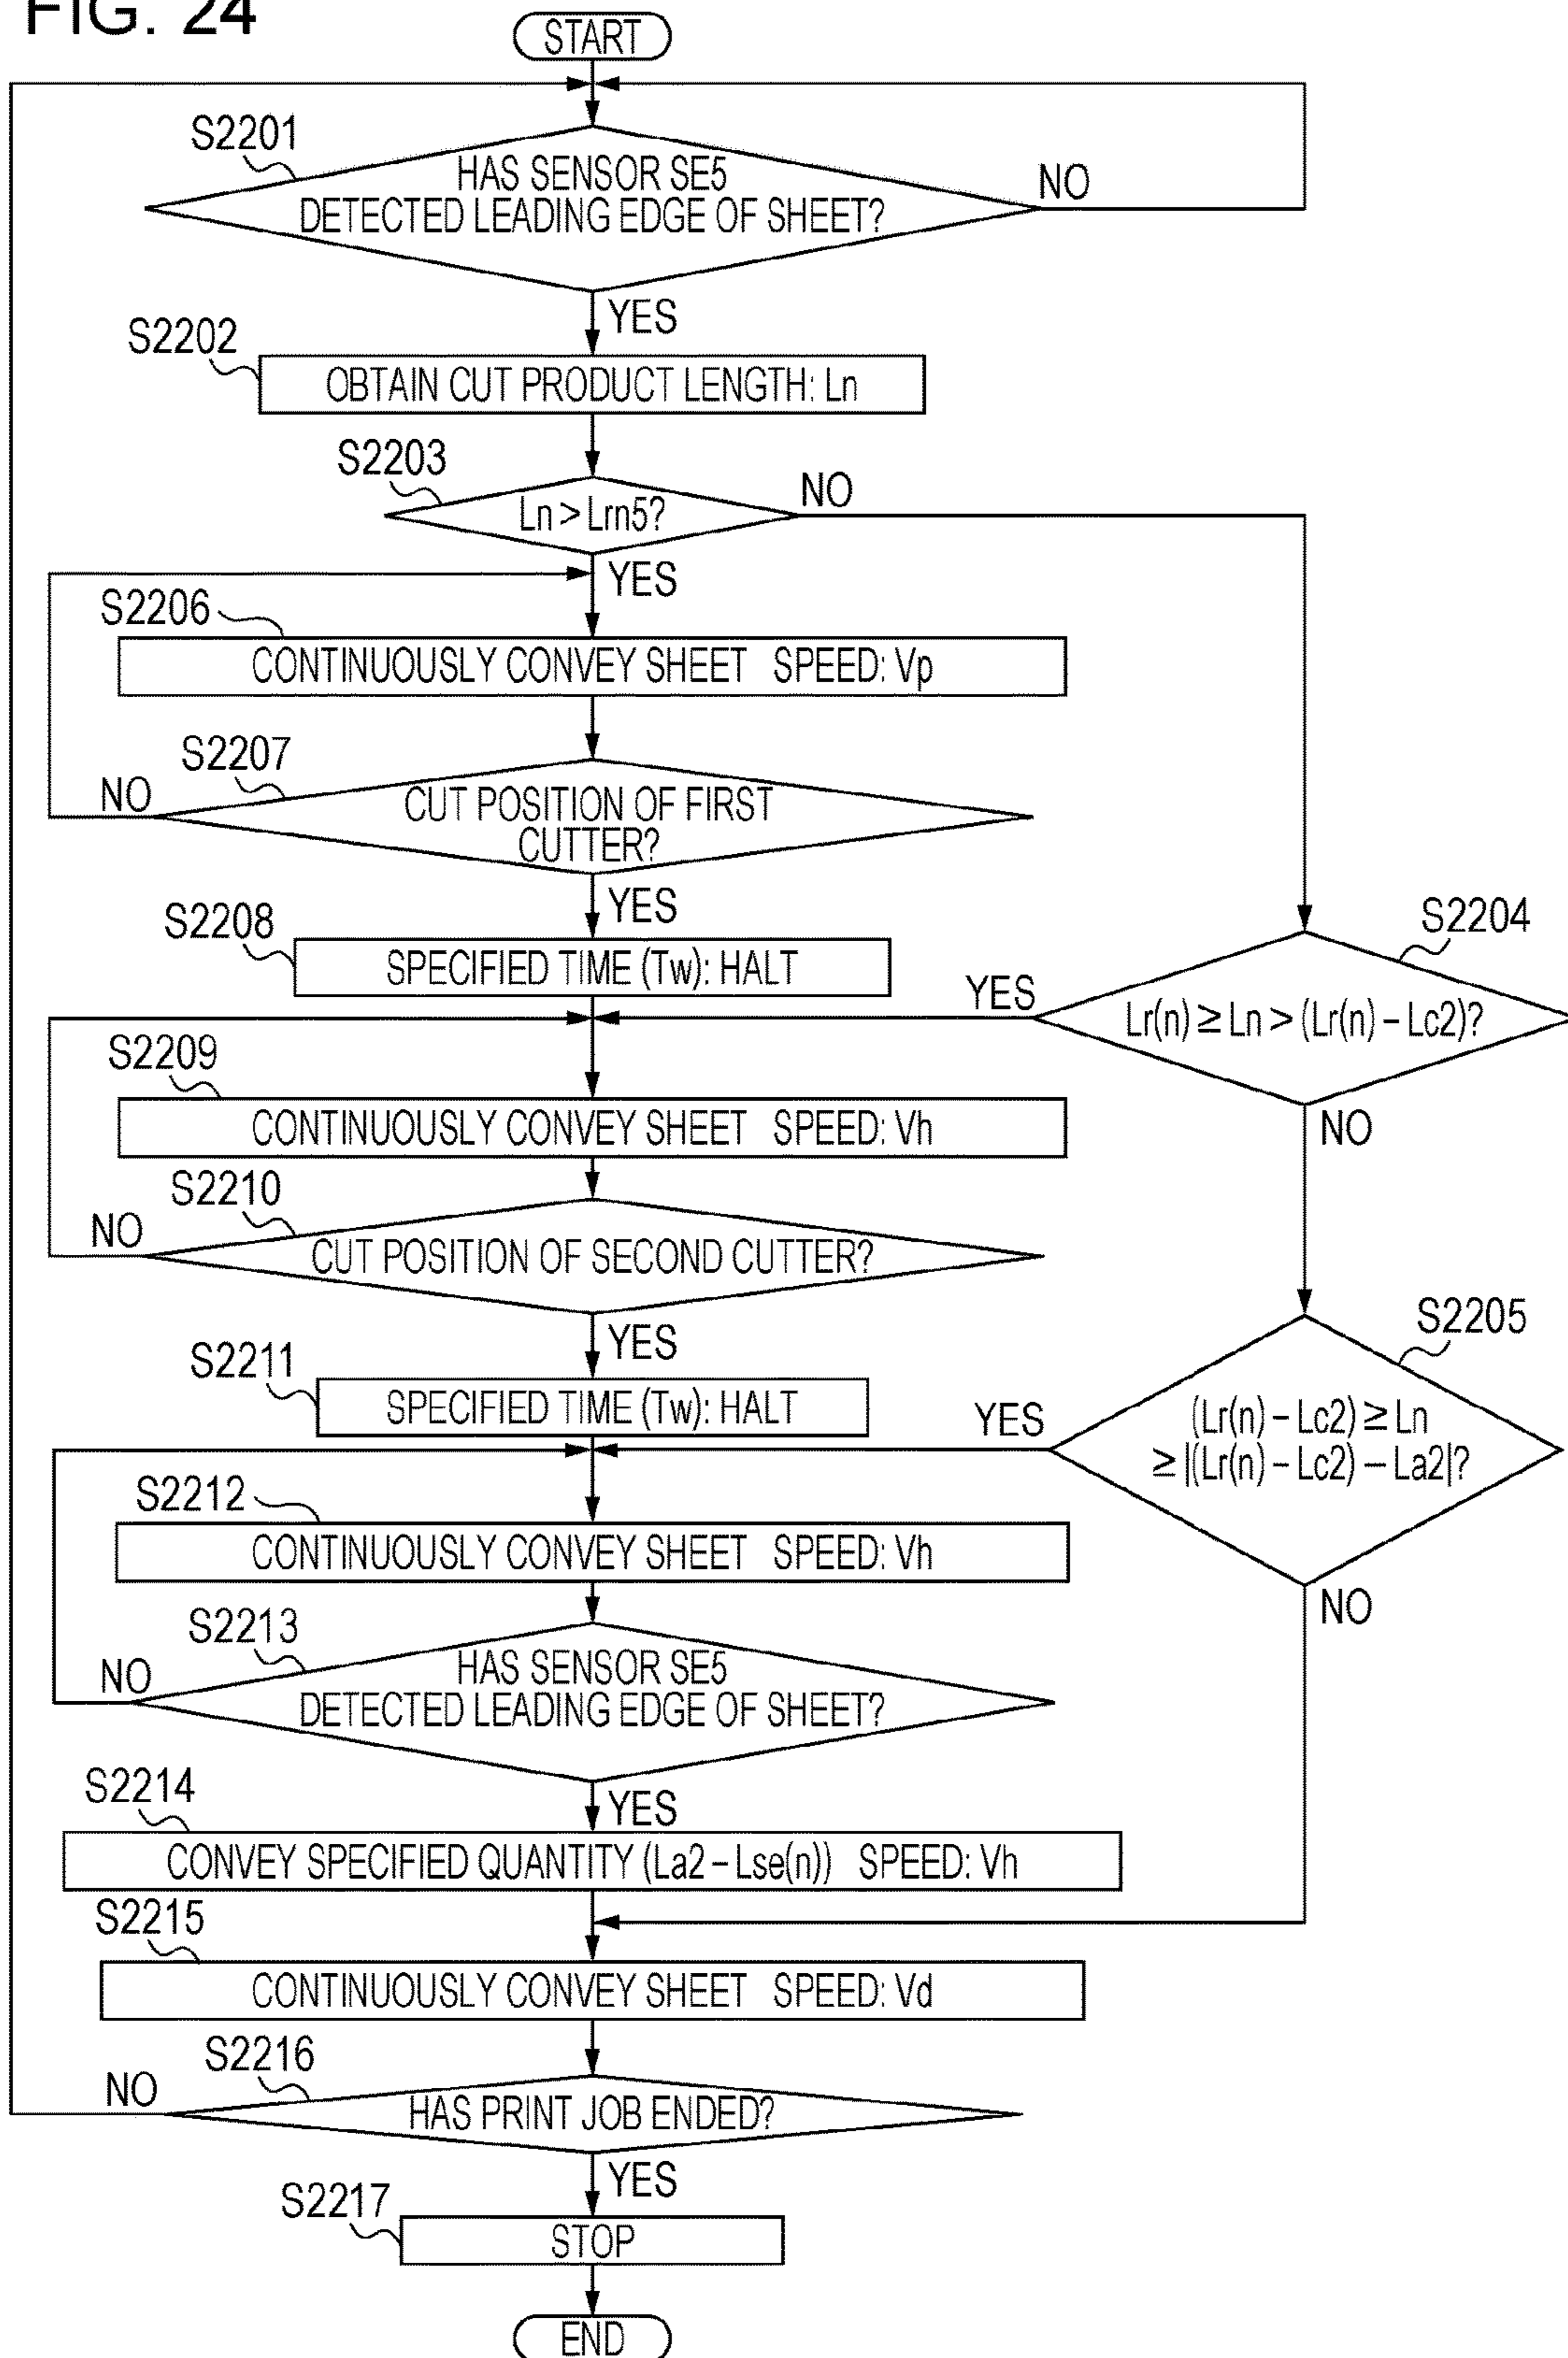 FIG. 24
START
S2201
HAS SENSOR SE5
DETECTED LEADING EDGE OF SHEET?
NO
YES
S2202
OBTAIN CUT PRODUCT LENGTH: Ln
S2203
Ln > Lrn5?
NO
YES
S2206
CONTINUOUSLY CONVEY SHEET SPEED: Vp
S2207
NO
CUT POSITION OF FIRST
CUTTER?
YES
S2208
SPECIFIED TIME (Tw): HALT
S2204
YES
Lr(n) ≥ Ln > (Lr(n) – Lc2)?
NO
S2209
CONTINUOUSLY CONVEY SHEET SPEED: Vh
S2210
NO
CUT POSITION OF SECOND CUTTER?
YES
S2211
SPECIFIED TIME (Tw): HALT
S2205
YES
(Lr(n) – Lc2) ≥ Ln
≥ |(Lr(n) – Lc2) – La2|?
NO
S2212
CONTINUOUSLY CONVEY SHEET SPEED: Vh
S2213
NO
HAS SENSOR SE5
DETECTED LEADING EDGE OF SHEET?
YES
S2214
CONVEY SPECIFIED QUANTITY (La2 – Lse(n)) SPEED: Vh
S2215
CONTINUOUSLY CONVEY SHEET SPEED: Vd
S2216
NO
HAS PRINT JOB ENDED?
YES
S2217
STOP
END